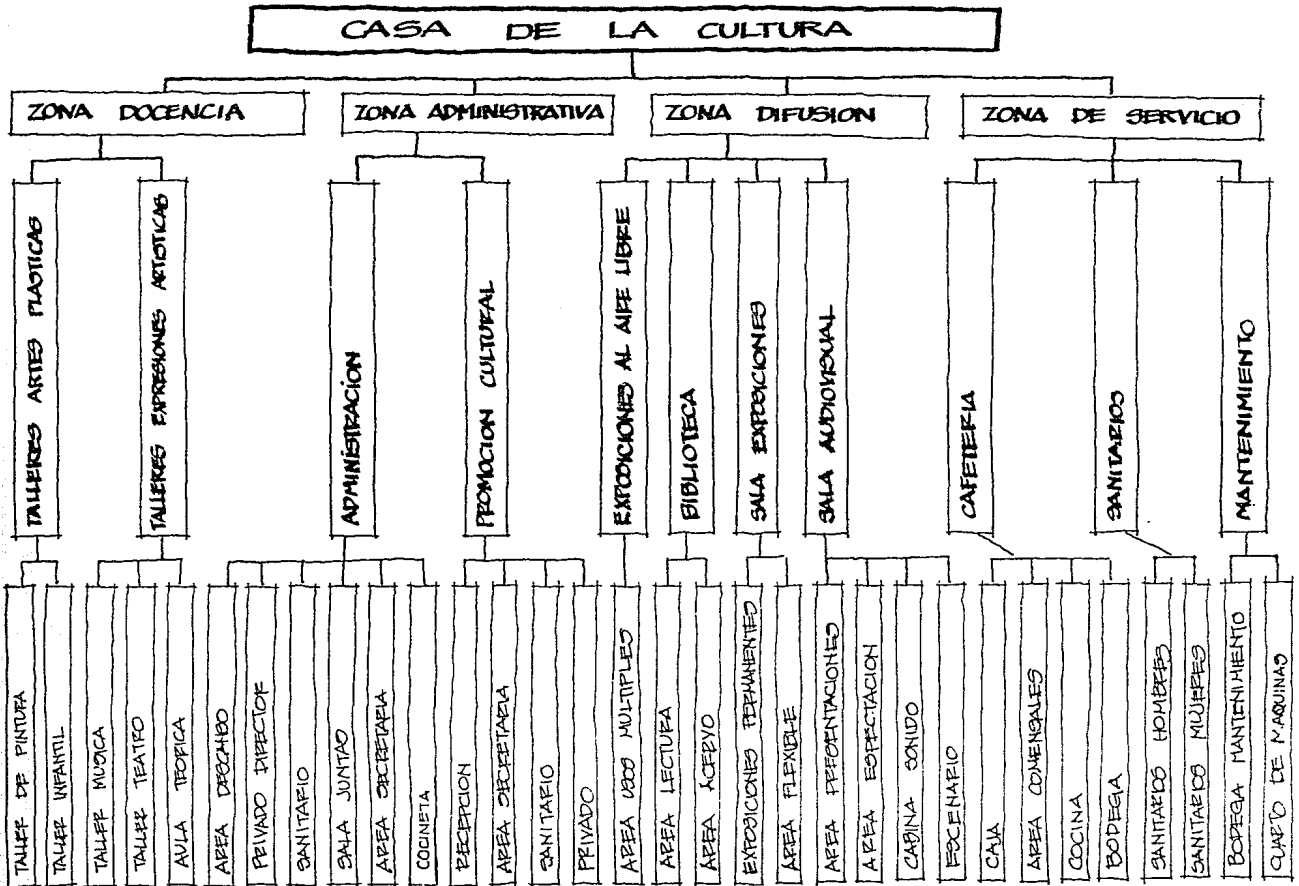 CASA DE LA CULTURA
ZONA DOCENCIA
ZONA ADMINISTRATIVA
ZONA DIFUSION
ZONA DE SERVICIO
TALLERES ARTES PLASTICAS
TALLERES EXPRESIONES ARTISTICAS
ADMINISTRACION
PROMOCION CULTURAL
EXPOSICIONES AL AIRE LIBRE
BIBLIOTECA
SALA EXPOSICIONES
SALA AUDIOVISUAL
CAFETERIA
SANITARIOS
MANTENIMIENTO
TALLER DE PINTURA
TALLER INFANTIL
TALLER MUSICA
TALLER TEATRO
AULA TEORICA
AREA DESCANSO
PRIVADO DIRECTOR
SANITARIO
SALA JUNTAS
AREA SECRETARIA
COCINETA
RECEPCION
AREA SECRETARIA
SANITARIO
PRIVADO
AREA USOS MULTIPLES
AREA LECTURA
AREA ACERVO
EXPOSICIONES PERMANENTES
AREA FLEXIBLE
AREA PRESENTACIONES
AREA ESPECTACION
CABINA SONIDO
ESCENARIO
CAJA
AREA COMENSALES
COCINA
BODEGA
SANITARIOS HOMBRES
SANITARIOS MUJERES
BODEGA MANTENIMIENTO
CUARTO DE MAQUINAS